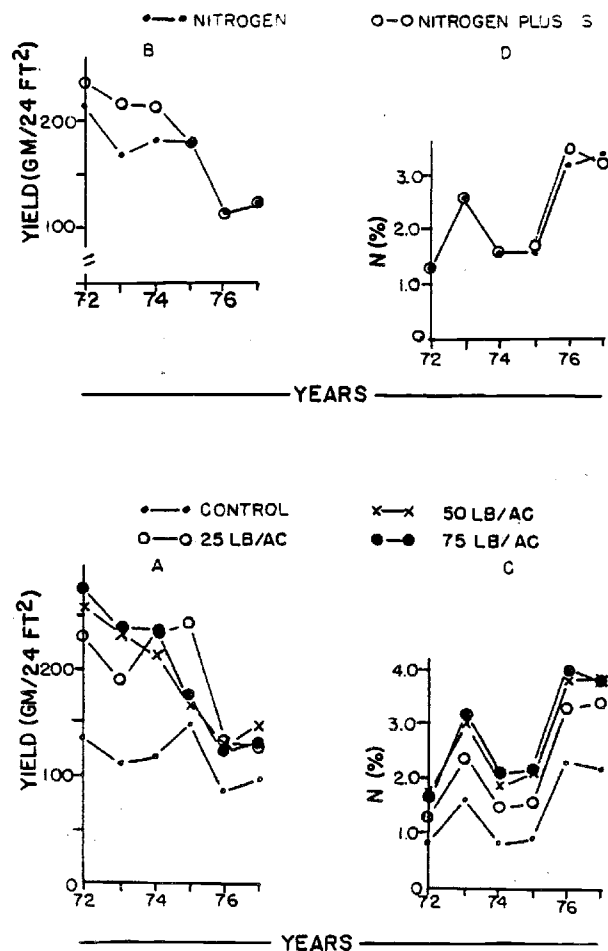 NITROGEN
NITROGEN PLUS S
B
D
YIELD (GM/24 FT²)
200
100
72
74
76
N (%)
3.0
2.0
1.0
0
72
74
76
YEARS
CONTROL
50 LB/AC
25 LB/AC
75 LB/AC
A
C
YIELD (GM/24 FT²)
200
100
0
72
74
76
N (%)
4.0
3.0
2.0
1.0
0
72
74
76
YEARS